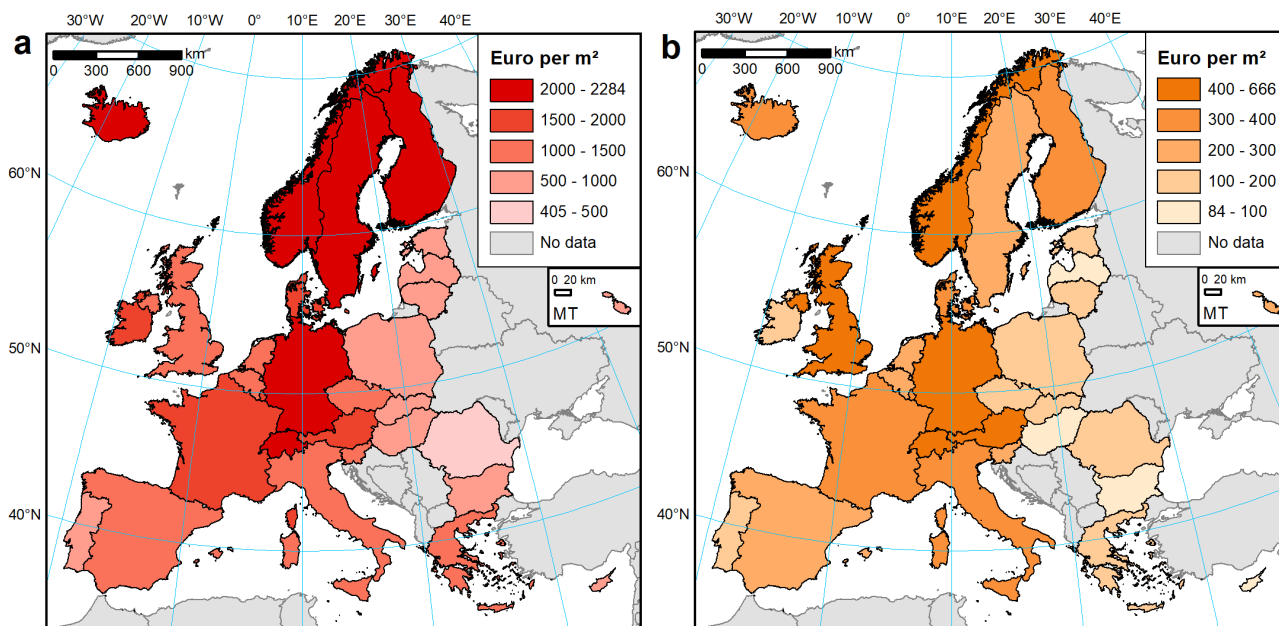 30°W 20°W 10°W 0° 10°E 20°E 30°E 40°E
a
km
0 300 600 900
Euro per m²
2000 - 2284
1500 - 2000
1000 - 1500
500 - 1000
405 - 500
No data
0 20 km
MT
60°N
50°N
40°N
30°W 20°W 10°W 0° 10°E 20°E 30°E 40°E
b
km
0 300 600 900
Euro per m²
400 - 666
300 - 400
200 - 300
100 - 200
84 - 100
No data
0 20 km
MT
60°N
50°N
40°N